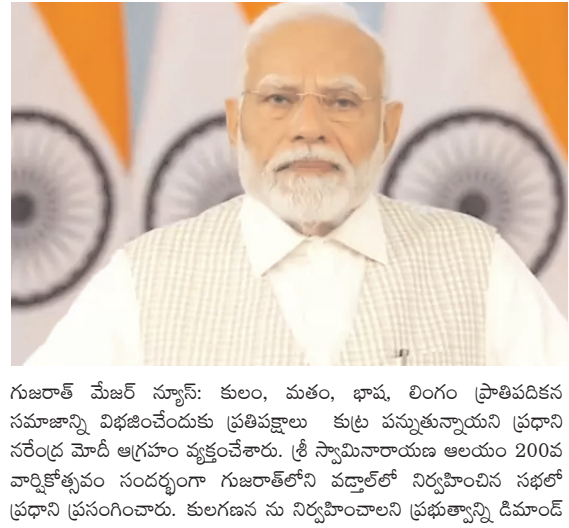 గుజరాత్ మేజర్ న్యూస్: కులం, మతం, భాష, లింగం ప్రాతిపదికన
సమాజాన్ని విభజించేందుకు ప్రతిపక్షాలు కుట్ర పన్నుతున్నాయని ప్రధాని
నరేంద్ర మోదీ ఆగ్రహం వ్యక్తంచేశారు. శ్రీ స్వామినారాయణ ఆలయం 200వ
వార్షికోత్సవం సందర్భంగా గుజరాత్‌లోని వడ్తాల్‌లో నిర్వహించిన సభలో
ప్రధాని ప్రసంగించారు. కులగణన ను నిర్వహించాలని ప్రభుత్వాన్ని డిమాండ్